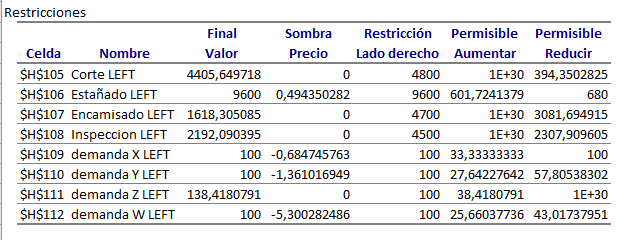 Restricciones
Final Sombra Restricción Permisible Permisible
Celda Nombre Valor Precio Lado derecho Aumentar Reducir
$H$105 Corte LEFT 4405,649718 0 4800 1E+30 394,3502825
$H$106 Estañado LEFT 9600 0,494350282 9600 601,7241379 680
$H$107 Encamisado LEFT 1618,305085 0 4700 1E+30 3081,694915
$H$108 Inspeccion LEFT 2192,090395 0 4500 1E+30 2307,909605
$H$109 demanda X LEFT 100 -0,684745763 100 33,33333333 100
$H$110 demanda Y LEFT 100 -1,361016949 100 27,64227642 57,80538302
$H$111 demanda Z LEFT 138,4180791 0 100 38,4180791 1E+30
$H$112 demanda W LEFT 100 -5,300282486 100 25,66037736 43,01737951